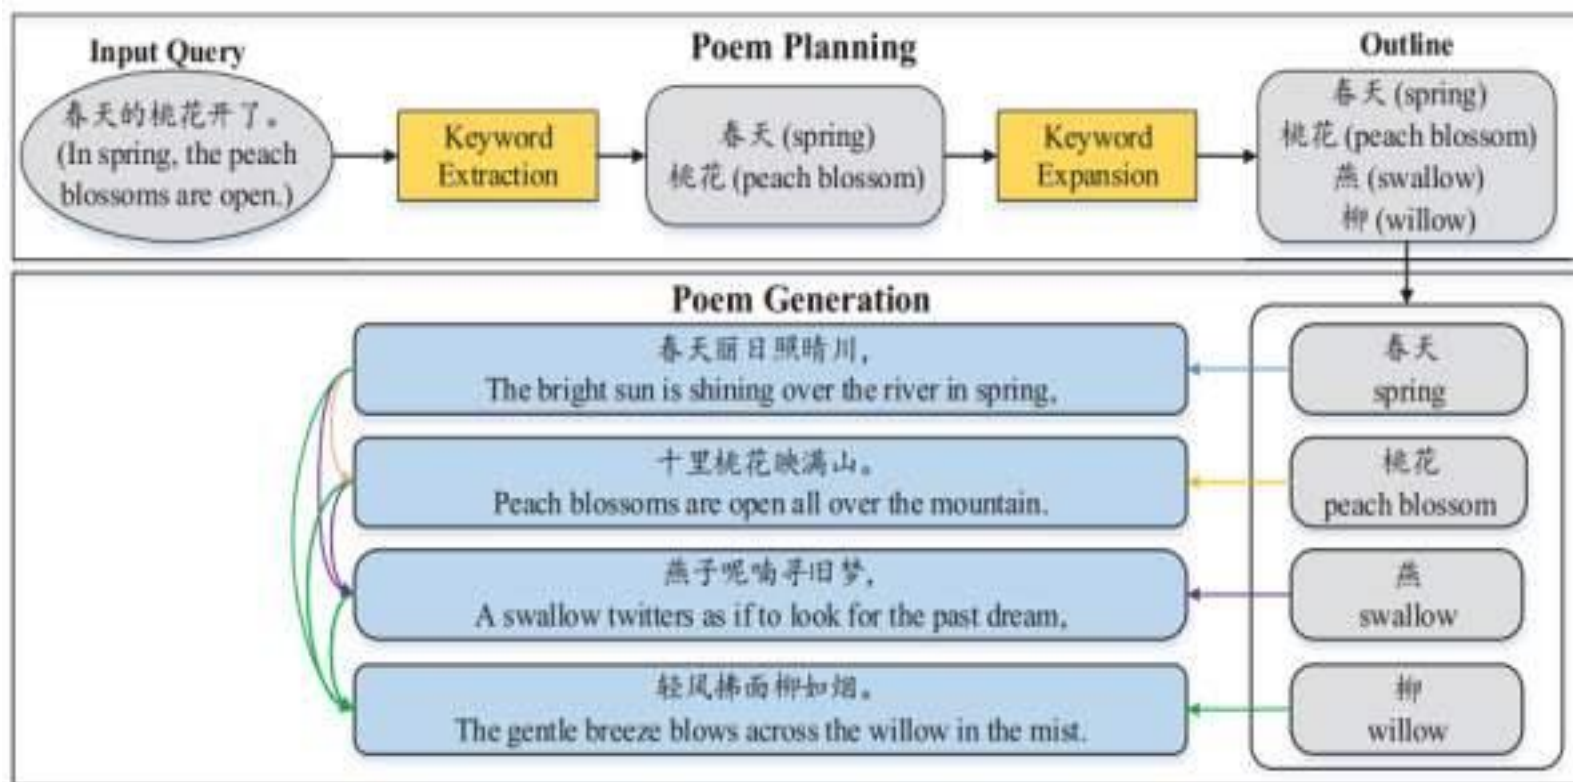 Poem Planning
Input Query
春天的桃花开了。
(In spring, the peach
blossoms are open.)
Keyword
Extraction
春天 (spring)
桃花 (peach blossom)
Keyword
Expansion
Outline
春天 (spring)
桃花 (peach blossom)
燕 (swallow)
柳 (willow)
Poem Generation
春天丽日照晴川,
The bright sun is shining over the river in spring,
春天
spring
十里桃花映满山。
Peach blossoms are open all over the mountain.
桃花
peach blossom
燕子呢喃寻旧梦,
A swallow twitters as if to look for the past dream,
燕
swallow
轻风拂面柳如烟。
The gentle breeze blows across the willow in the mist.
柳
willow